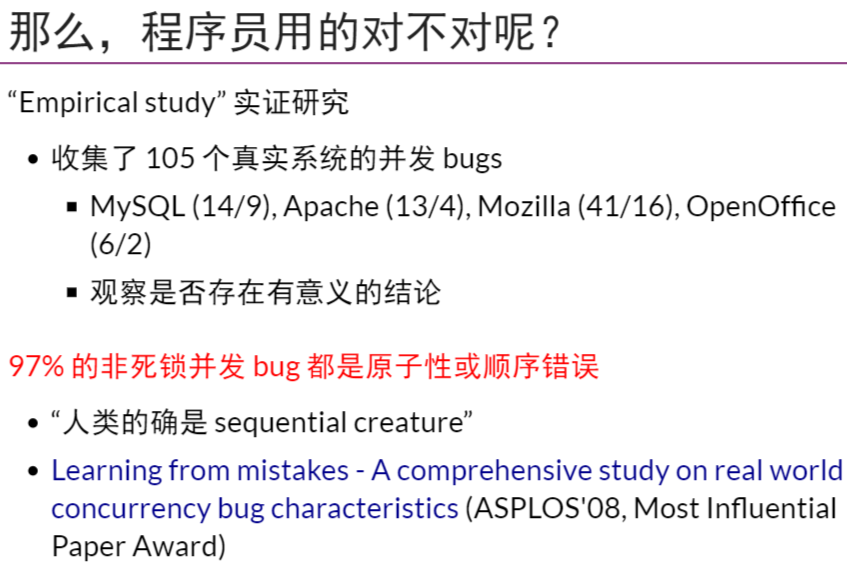 那么，程序员用的对不对呢？
“Empirical study” 实证研究
• 收集了 105 个真实系统的并发 bugs
▪ MySQL (14/9), Apache (13/4), Mozilla (41/16), OpenOffice
(6/2)
▪ 观察是否存在有意义的结论
97% 的非死锁并发 bug 都是原子性或顺序错误
• “人类的确是 sequential creature”
• Learning from mistakes - A comprehensive study on real world
concurrency bug characteristics (ASPLOS'08, Most Influential
Paper Award)